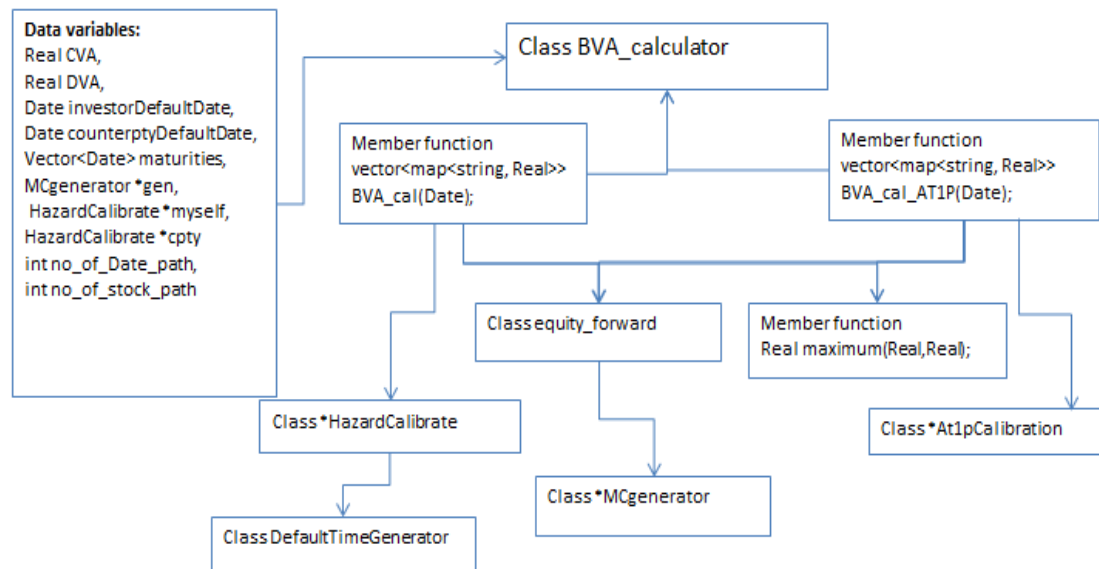 Data variables:
Real CVA,
Real DVA,
Date investorDefaultDate,
Date counterptyDefaultDate,
Vector<Date> maturities,
MCgenerator *gen,
HazardCalibrate *myself,
HazardCalibrate *cpty
int no_of_Date_path,
int no_of_stock_path
Class BVA_calculator
Member function
vector<map<string, Real>>
BVA_cal(Date);
Member function
vector<map<string, Real>>
BVA_cal_AT1P(Date);
Class equity_forward
Member function
Real maximum(Real,Real);
Class *HazardCalibrate
Class *At1pCalibration
Class *MCgenerator
Class DefaultTimeGenerator